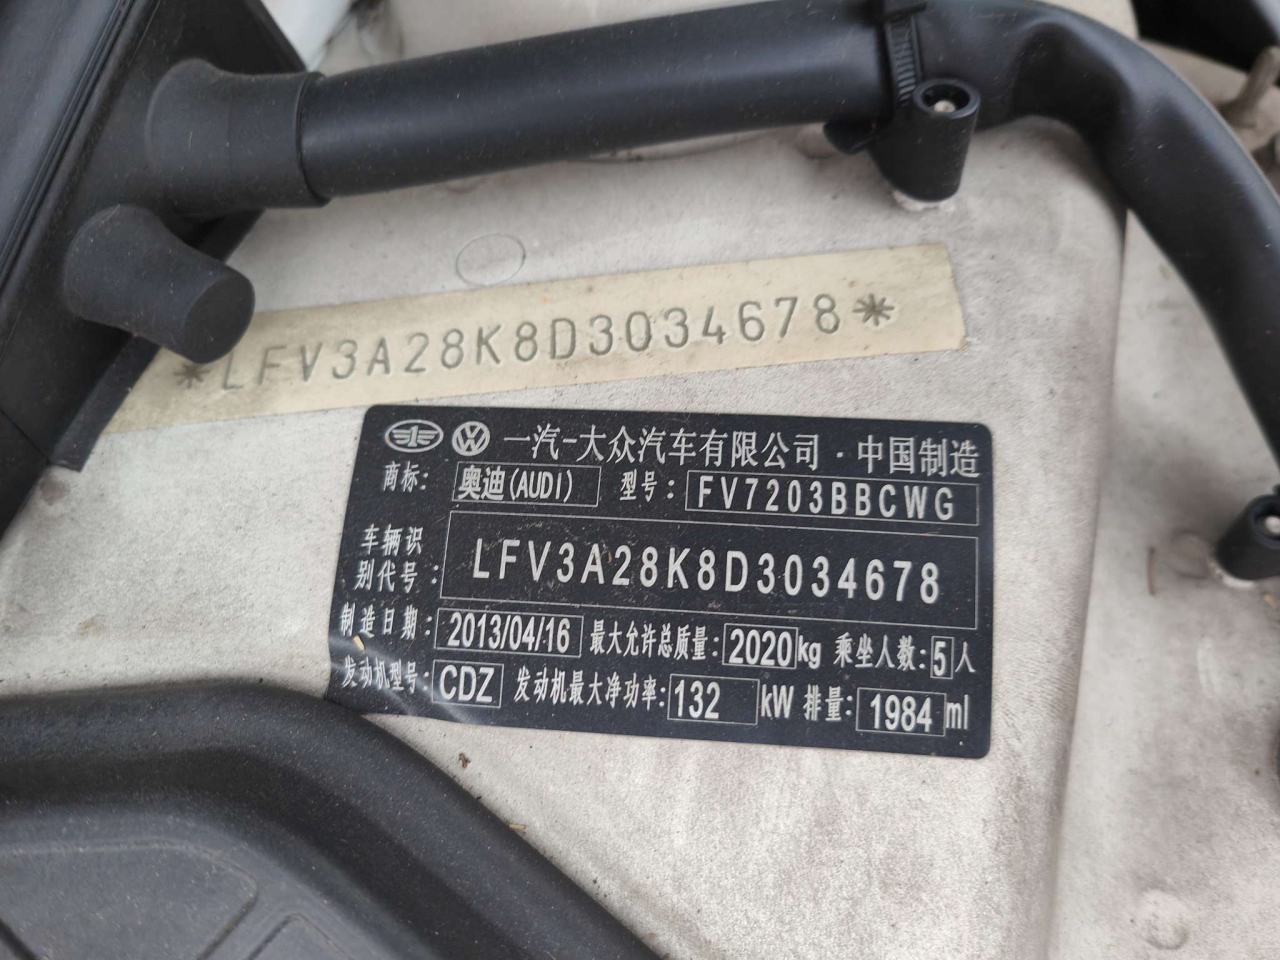 *LFV3A28K8D3034678*
一汽-大众汽车有限公司·中国制造
商标: 奥迪(AUDI) 型号: FV7203BBCWG
车辆识别代号: LFV3A28K8D3034678
制造日期: 2013/04/16 最大允许总质量: 2020kg 乘坐人数: 5人
发动机型号: CDZ 发动机最大净功率: 132 kW 排量: 1984ml